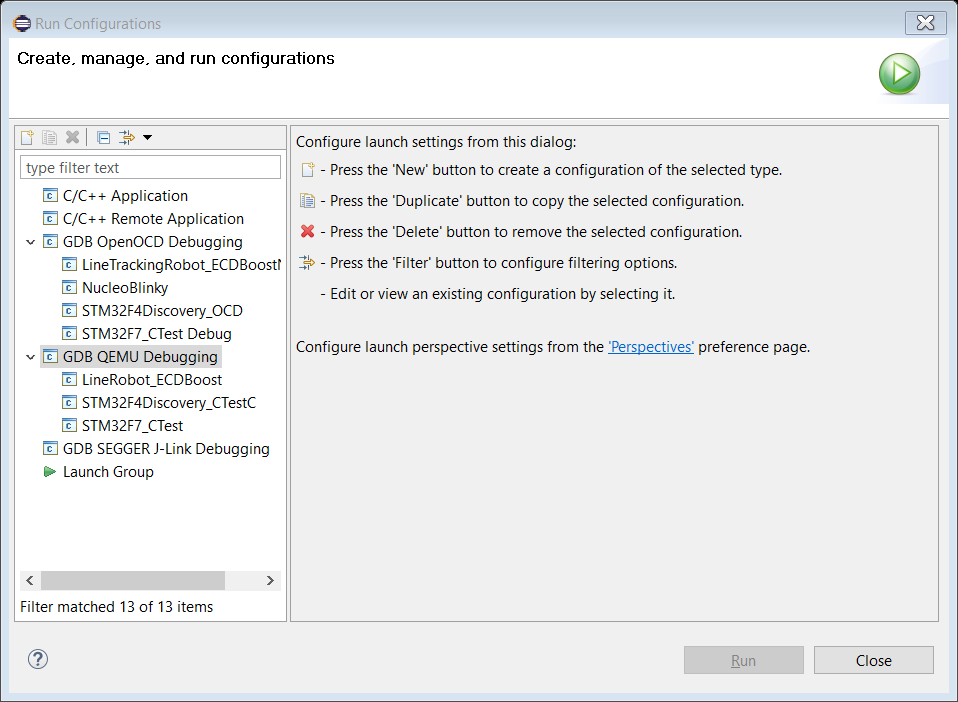 Run Configurations
Create, manage, and run configurations
type filter text
C/C++ Application
C/C++ Remote Application
GDB OpenOCD Debugging
LineTrackingRobot_ECDBoost
NucleoBlinky
STM32F4Discovery_OCD
STM32F7_CTest Debug
GDB QEMU Debugging
LineRobot_ECDBoost
STM32F4Discovery_CTestC
STM32F7_CTest
GDB SEGGER J-Link Debugging
Launch Group
Filter matched 13 of 13 items
Configure launch settings from this dialog:
- Press the 'New' button to create a configuration of the selected type.
- Press the 'Duplicate' button to copy the selected configuration.
- Press the 'Delete' button to remove the selected configuration.
- Press the 'Filter' button to configure filtering options.
- Edit or view an existing configuration by selecting it.
Configure launch perspective settings from the 'Perspectives' preference page.
?
Run
Close